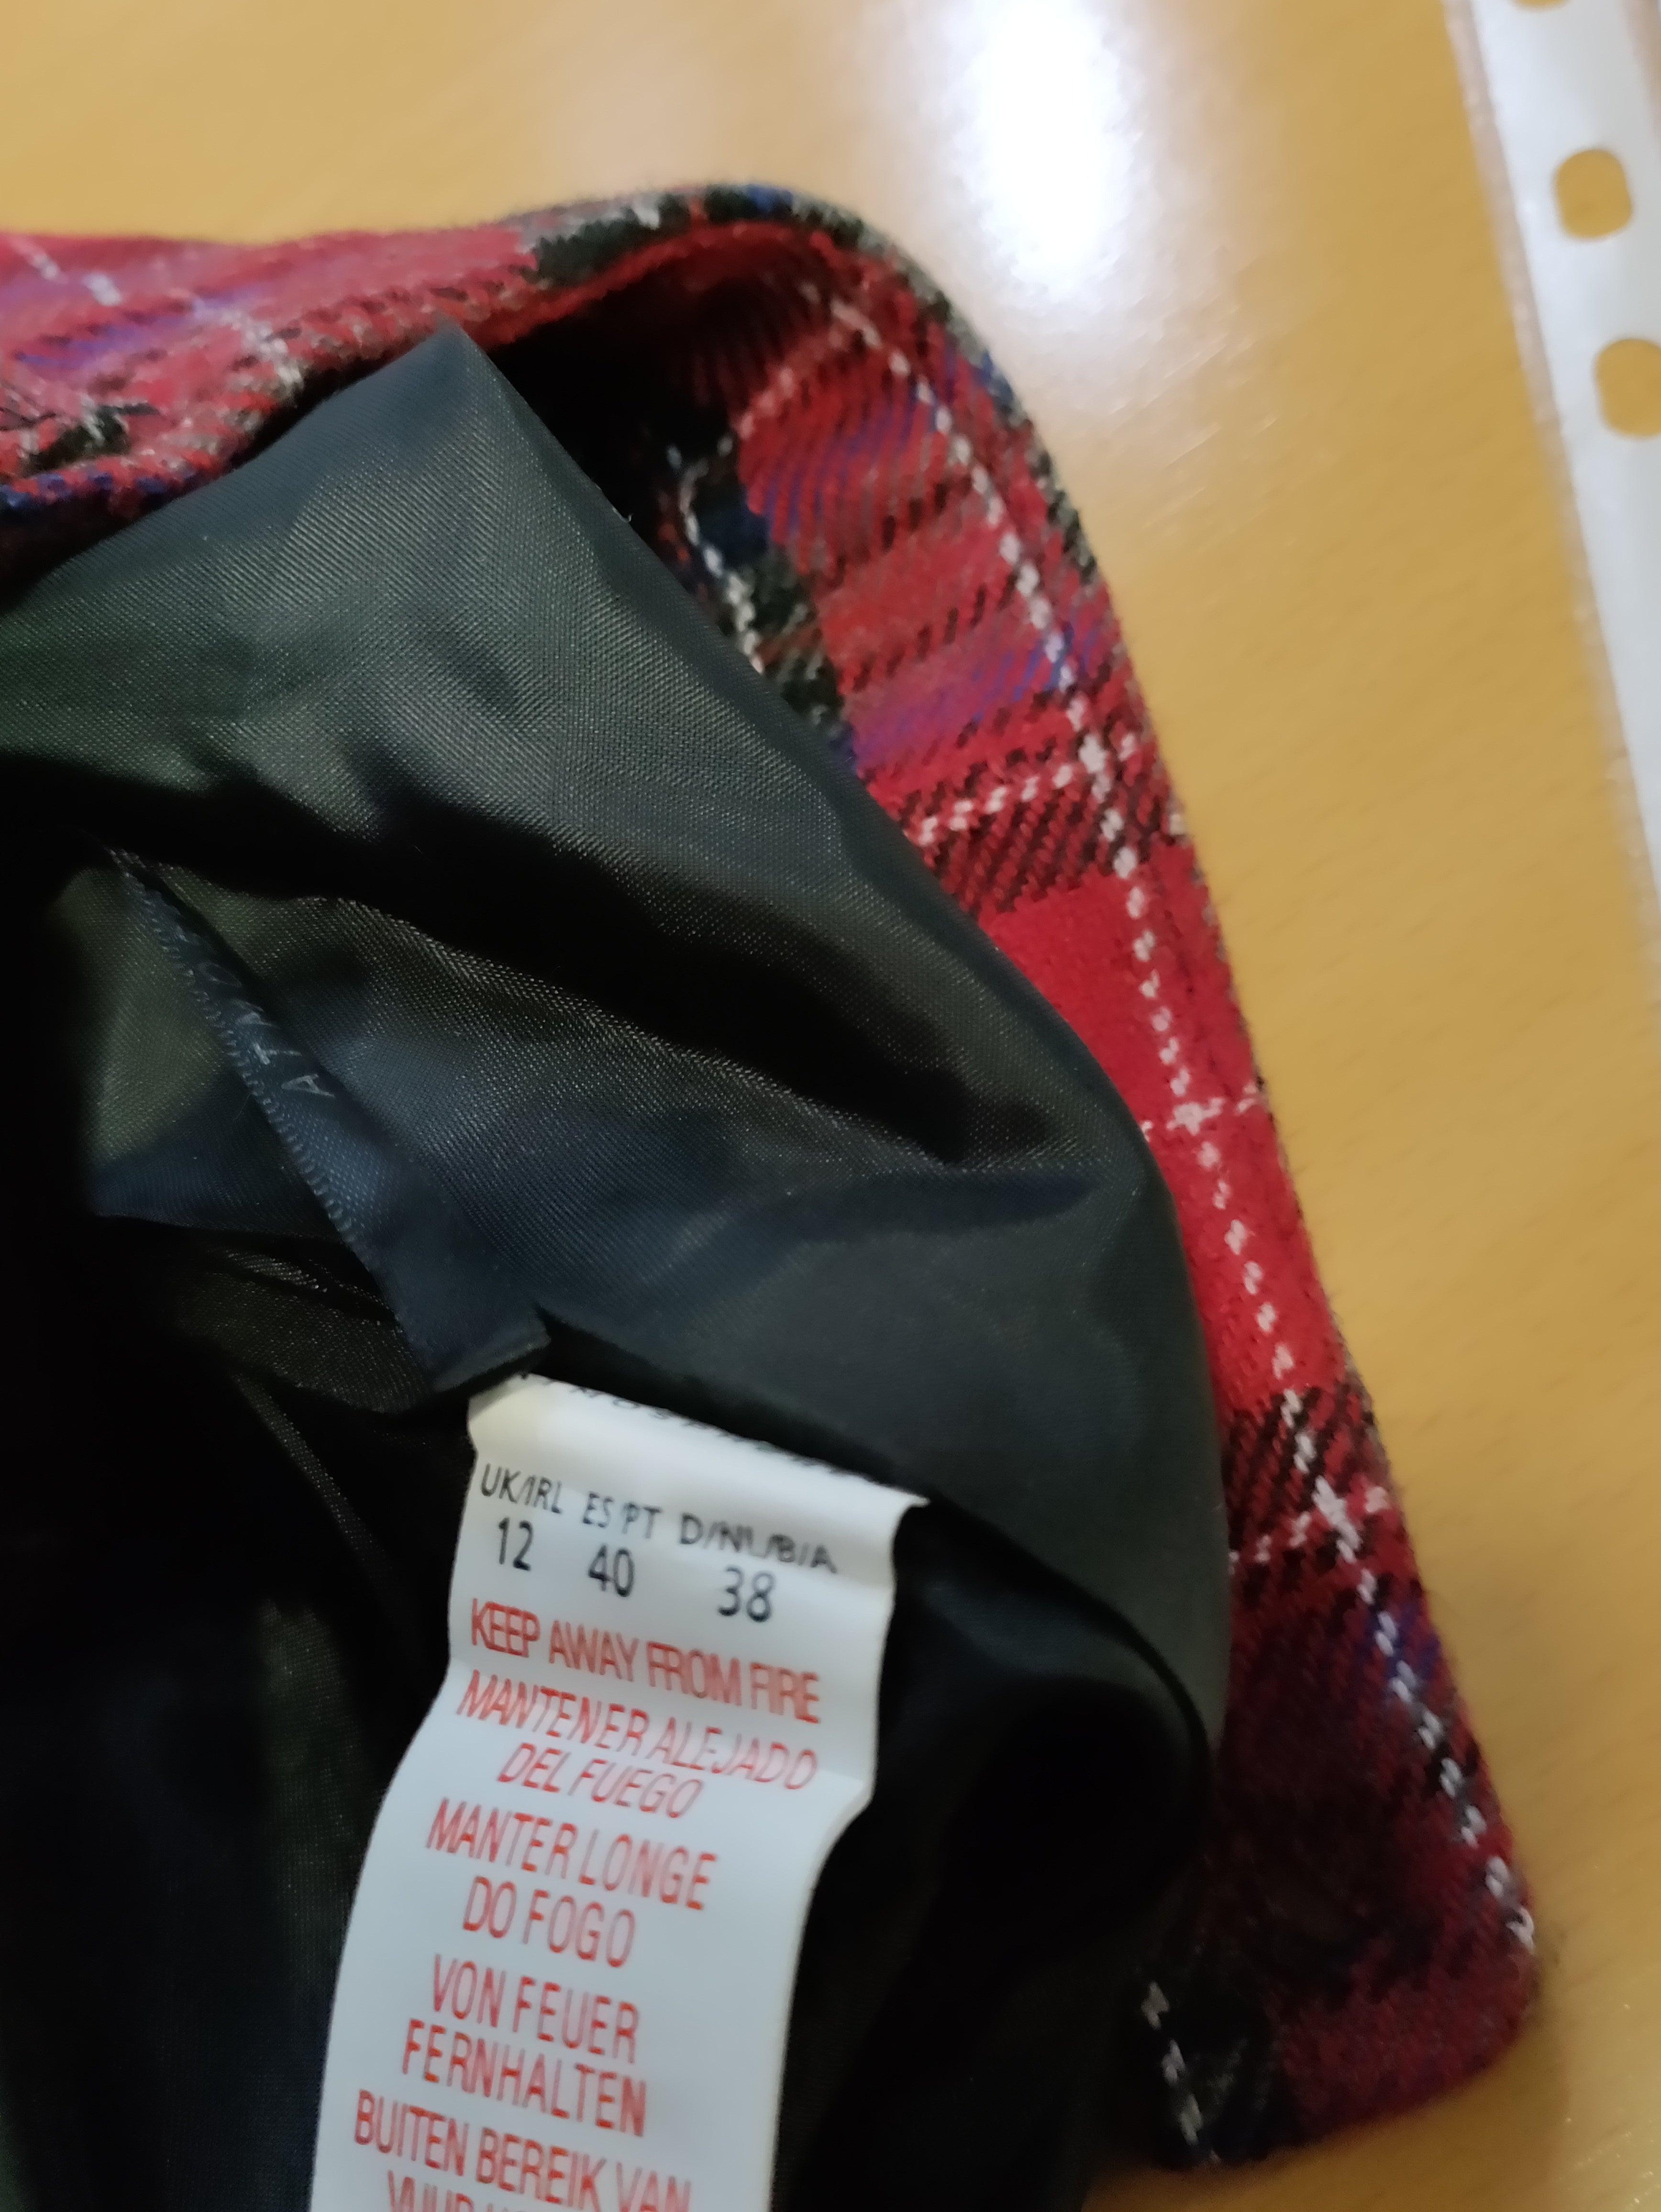 UK/IRL ES/PT D/NL/B/A
12 40 38
KEEP AWAY FROM FIRE
MANTENER ALEJADO
DEL FUEGO
MANTER LONGE
DO FOGO
VON FEUER
FERNHALTEN
BUITEN BEREIK VAN